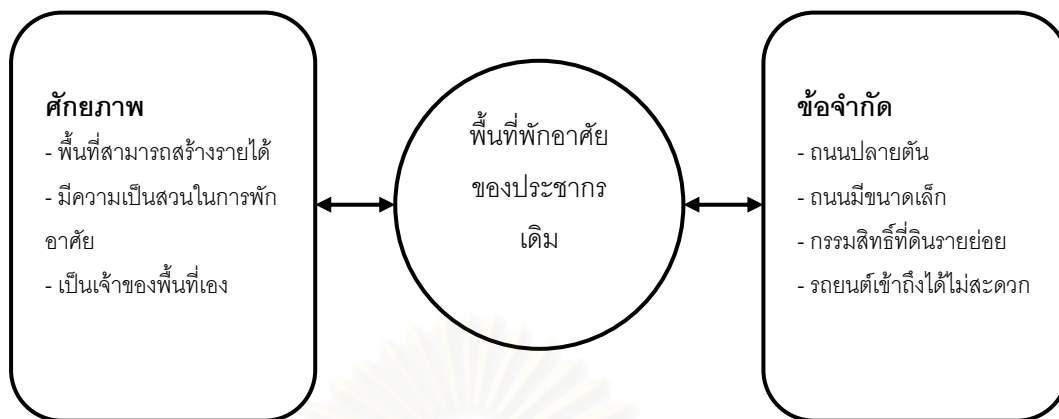 ศักยภาพ
- พื้นที่สามารถสร้างรายได้
- มีความเป็นสวนในการพัก
อาศัย
- เป็นเจ้าของพื้นที่เอง
พื้นที่พักอาศัย
ของประชากร
เดิม
ข้อจำกัด
- ถนนปลายตัน
- ถนนมีขนาดเล็ก
- กรรมสิทธิ์ที่ดินรายย่อย
- รถยนต์เข้าถึงได้ไม่สะดวก